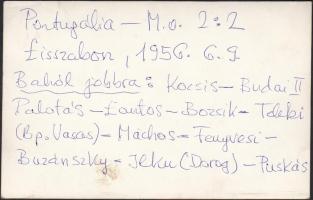 Portugália - M.o. 2:2
Lisszabon, 1956. 6. 9.
Balról jobbra: Kocsis - Budai II
Palotás - Lantos - Bozsik - Teleki
(Bp. Vasas) - Machos - Fenyvesi -
Buzánszky - Ilku (Dorog) - Puskás